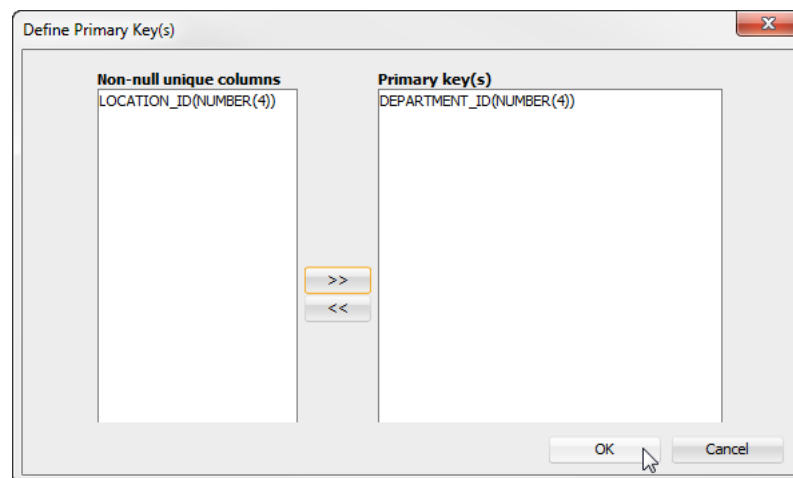 Define Primary Key(s)
Non-null unique columns
Primary key(s)
LOCATION_ID(NUMBER(4))
DEPARTMENT_ID(NUMBER(4))
>>
<<
OK
Cancel